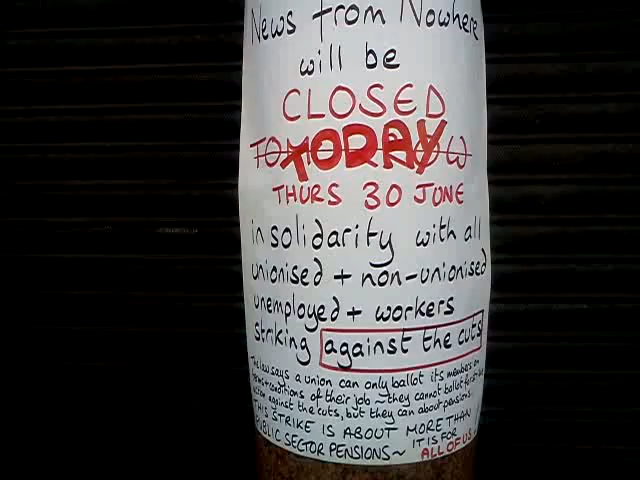 News from Nowhere
will be
CLOSED
TOMORROW
TODAY
THURS 30 JUNE
in solidarity with all
unionised + non-unionised
unemployed + workers
striking against the cuts
The law says a union can only ballot its members on
terms + conditions of their job ~ they cannot ballot for strike
action against the cuts, but they can about pensions.
THIS STRIKE IS ABOUT MORE THAN
PUBLIC SECTOR PENSIONS ~ IT IS FOR
ALL OF US!